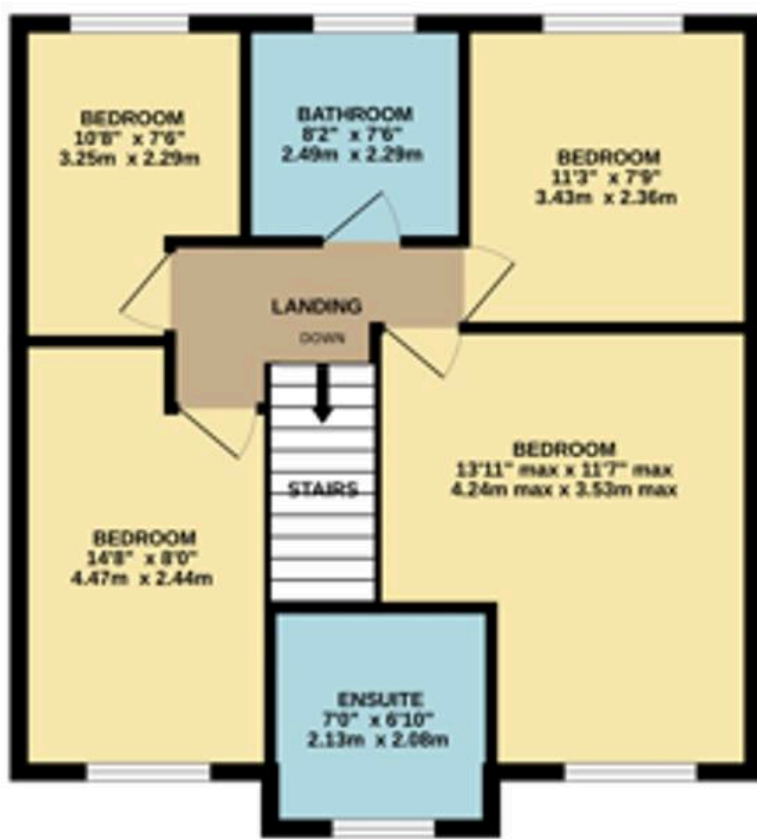 BEDROOM
10'8" x 7'6"
3.25m x 2.29m
BATHROOM
8'2" x 7'6"
2.49m x 2.29m
BEDROOM
11'3" x 7'9"
3.43m x 2.36m
LANDING
DOWN
STAIRS
BEDROOM
13'11" max x 11'7" max
4.24m max x 3.53m max
BEDROOM
14'8" x 8'0"
4.47m x 2.44m
ENSUITE
7'0" x 6'10"
2.13m x 2.08m